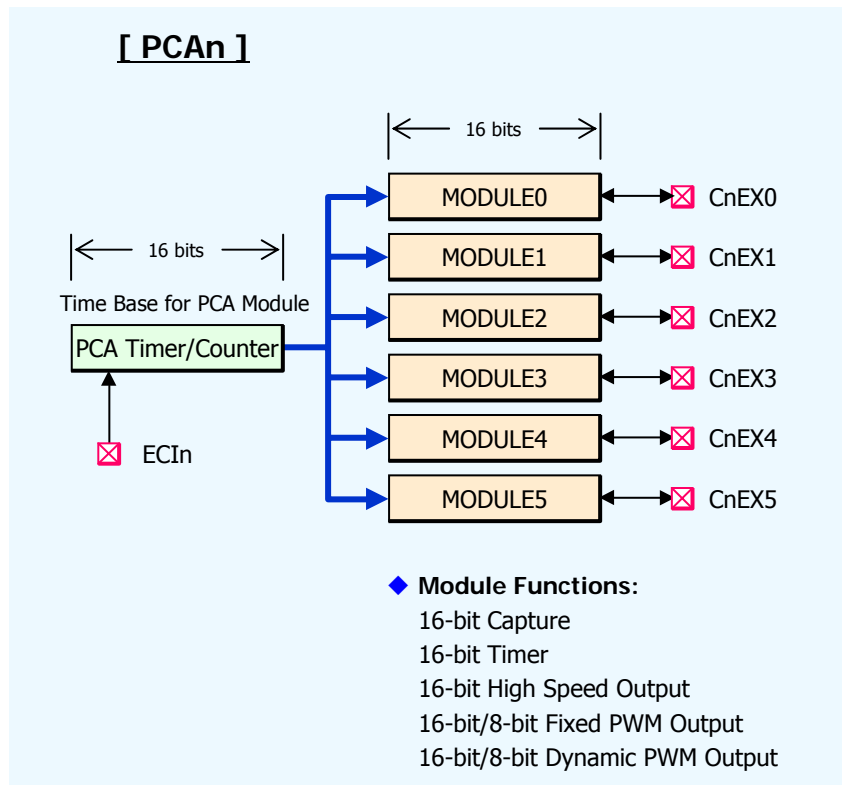 [ PCAn ]
16 bits
MODULE0
CnEX0
MODULE1
CnEX1
16 bits
Time Base for PCA Module
MODULE2
CnEX2
PCA Timer/Counter
MODULE3
CnEX3
ECIn
MODULE4
CnEX4
MODULE5
CnEX5
Module Functions:
16-bit Capture
16-bit Timer
16-bit High Speed Output
16-bit/8-bit Fixed PWM Output
16-bit/8-bit Dynamic PWM Output